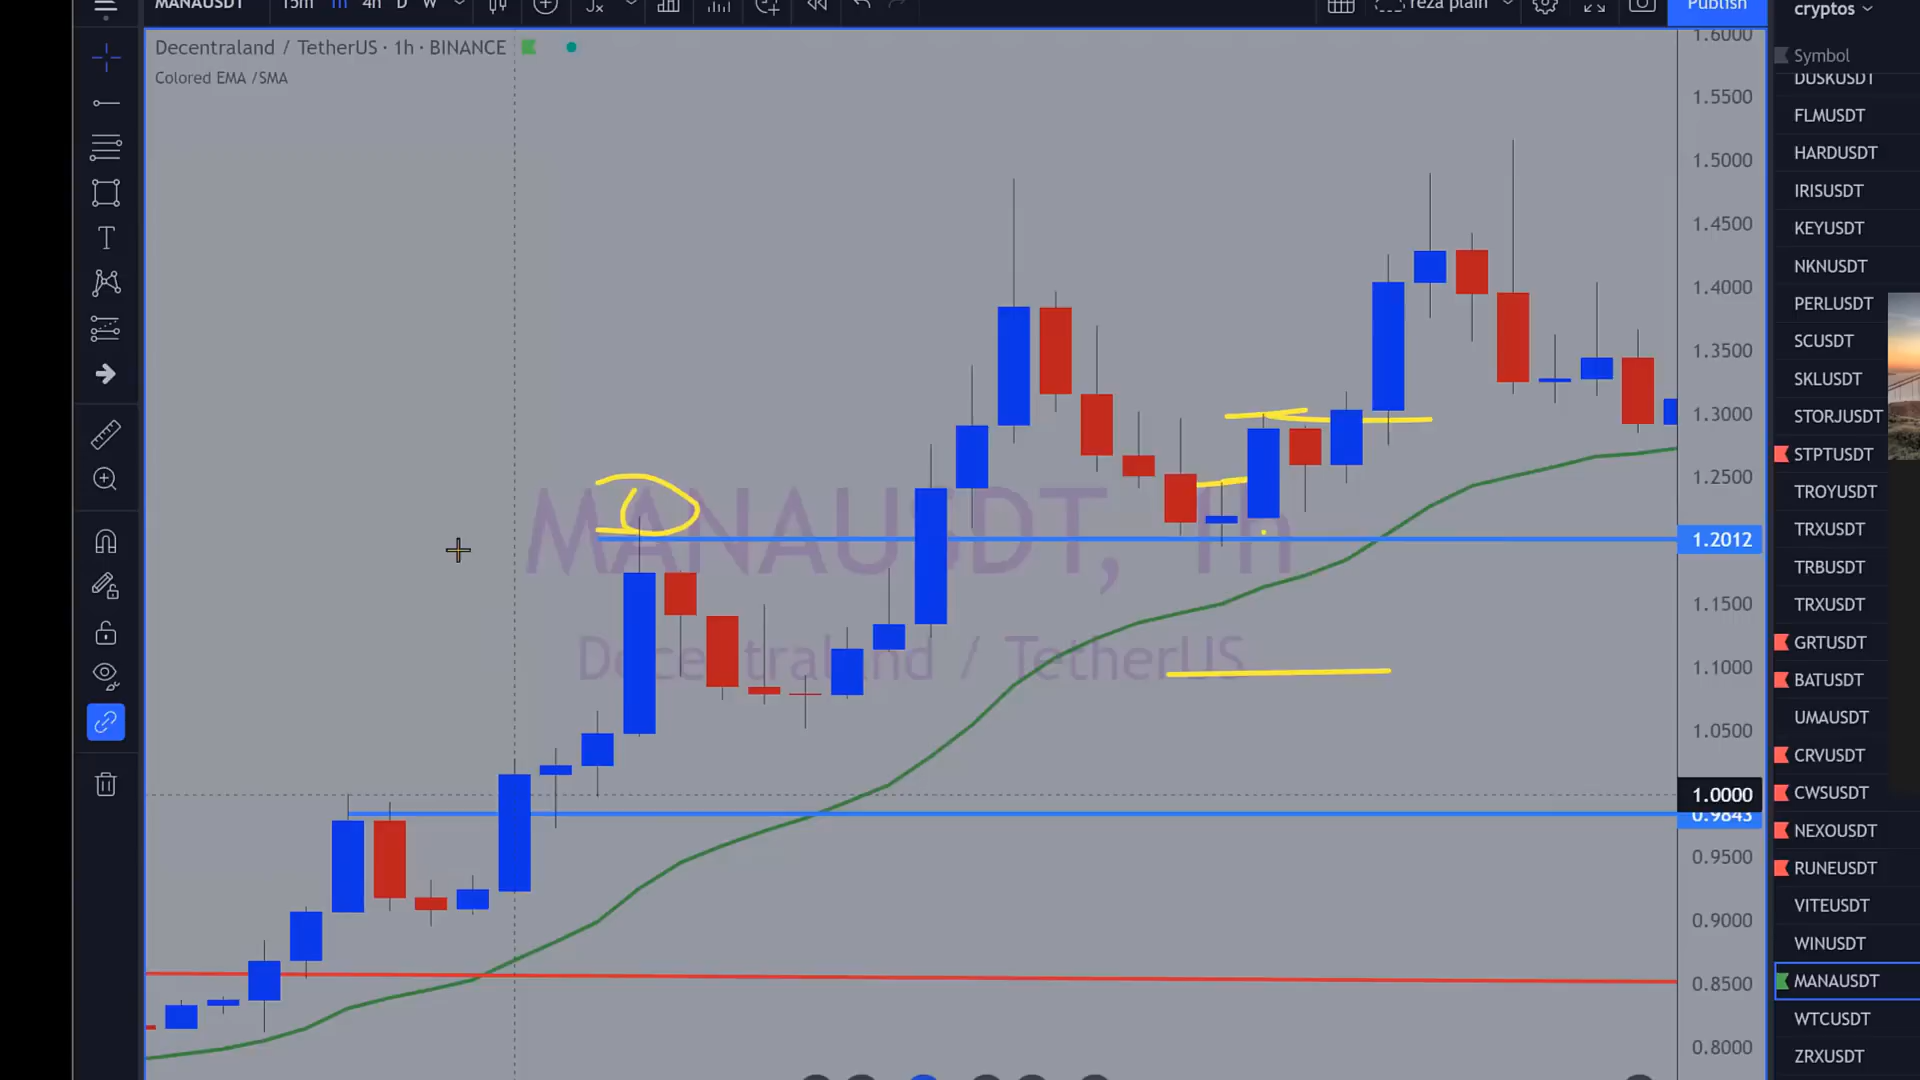 MANAUSDT 15m 1h 4h D W reza plain Publish
cryptos
Decentraland / TetherUS · 1h · BINANCE
Colored EMA /SMA
MANAUSDT, 1h
Decentraland / TetherUS
1.6000
1.5500
1.5000
1.4500
1.4000
1.3500
1.3000
1.2500
1.2012
1.1500
1.1000
1.0500
1.0000
0.9843
0.9500
0.9000
0.8500
0.8000
Symbol
DUSKUSDT
FLMUSDT
HARDUSDT
IRISUSDT
KEYUSDT
NKNUSDT
PERLUSDT
SCUSDT
SKLUSDT
STORJUSDT
STPTUSDT
TROYUSDT
TRXUSDT
TRBUSDT
TRXUSDT
GRTUSDT
BATUSDT
UMAUSDT
CRVUSDT
CWSUSDT
NEXOUSDT
RUNEUSDT
VITEUSDT
WINUSDT
MANAUSDT
WTCUSDT
ZRXUSDT